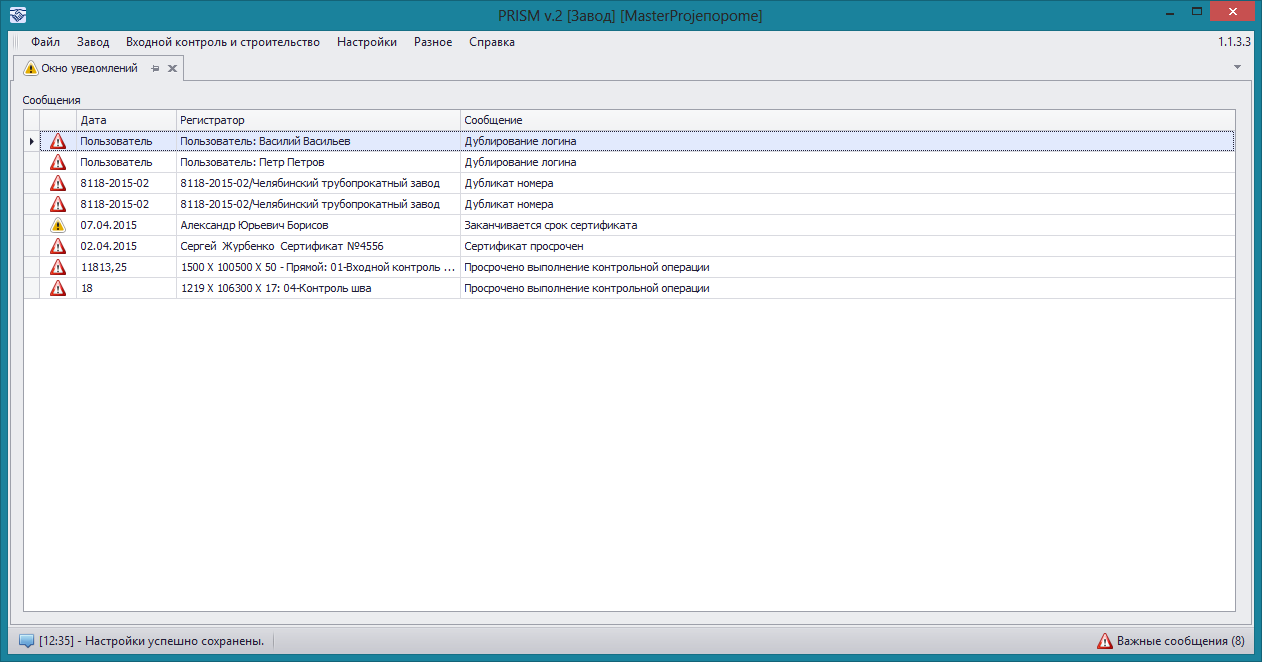 PRISM v.2 [Завод] [MasterProjenopome]
Файл Завод Входной контроль и строительство Настройки Разное Справка 1.1.3.3
Окно уведомлений
Сообщения
Дата Регистратор Сообщение
Пользователь Пользователь: Василий Васильев Дублирование логина
Пользователь Пользователь: Петр Петров Дублирование логина
8118-2015-02 8118-2015-02/Челябинский трубопрокатный завод Дубликат номера
8118-2015-02 8118-2015-02/Челябинский трубопрокатный завод Дубликат номера
07.04.2015 Александр Юрьевич Борисов Заканчивается срок сертификата
02.04.2015 Сергей Журбенко Сертификат №4556 Сертификат просрочен
11813,25 1500 X 100500 X 50 - Прямой: 01-Входной контроль ... Просрочено выполнение контрольной операции
18 1219 X 106300 X 17: 04-Контроль шва Просрочено выполнение контрольной операции
[12:35] - Настройки успешно сохранены. Важные сообщения (8)